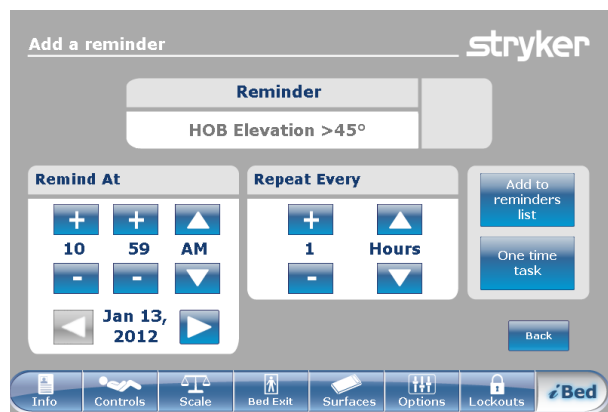 Add a reminder
stryker
Reminder
HOB Elevation >45°
Remind At
+ +
10 59 AM
- -
Jan 13,
2012
Repeat Every
+
1 Hours
-
Add to
reminders
list
One time
task
Back
Info Controls Scale Bed Exit Surfaces Options Lockouts iBed